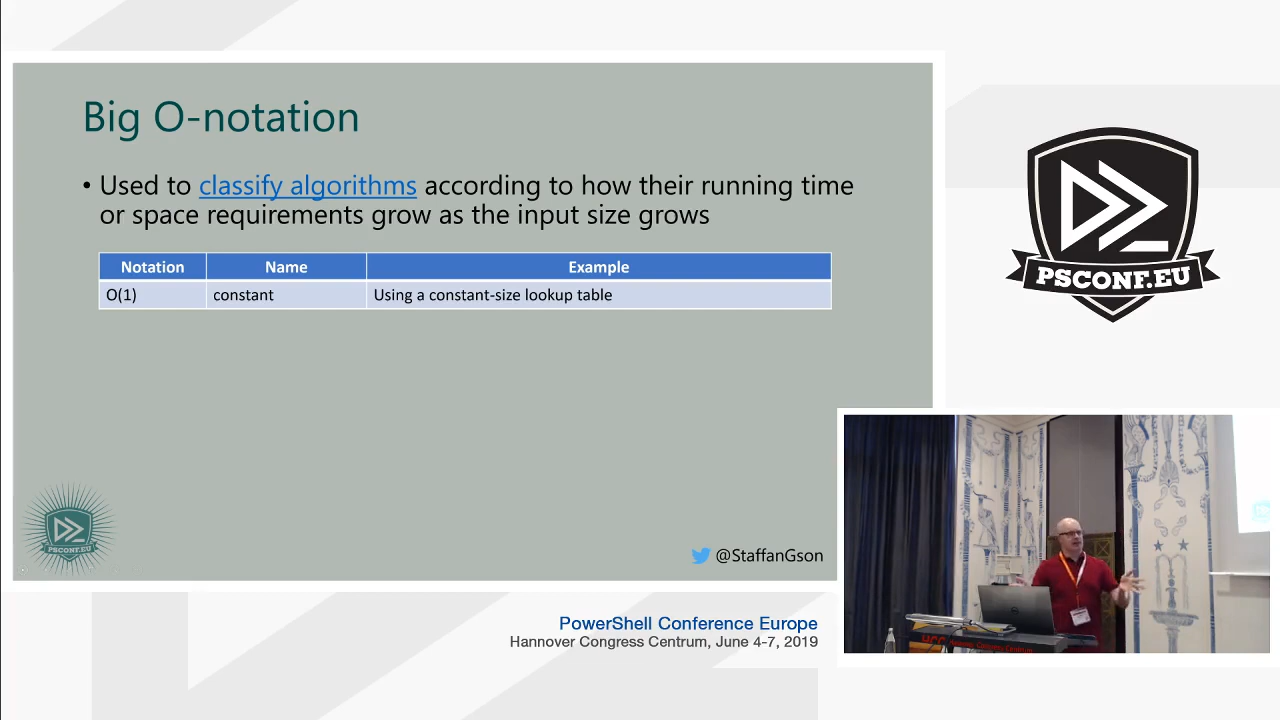 Big O-notation
• Used to classify algorithms according to how their running time
or space requirements grow as the input size grows
Notation Name Example
O(1) constant Using a constant-size lookup table
PSCONF.EU
@StaffanGson
PSCONF.EU
PowerShell Conference Europe
Hannover Congress Centrum, June 4-7, 2019